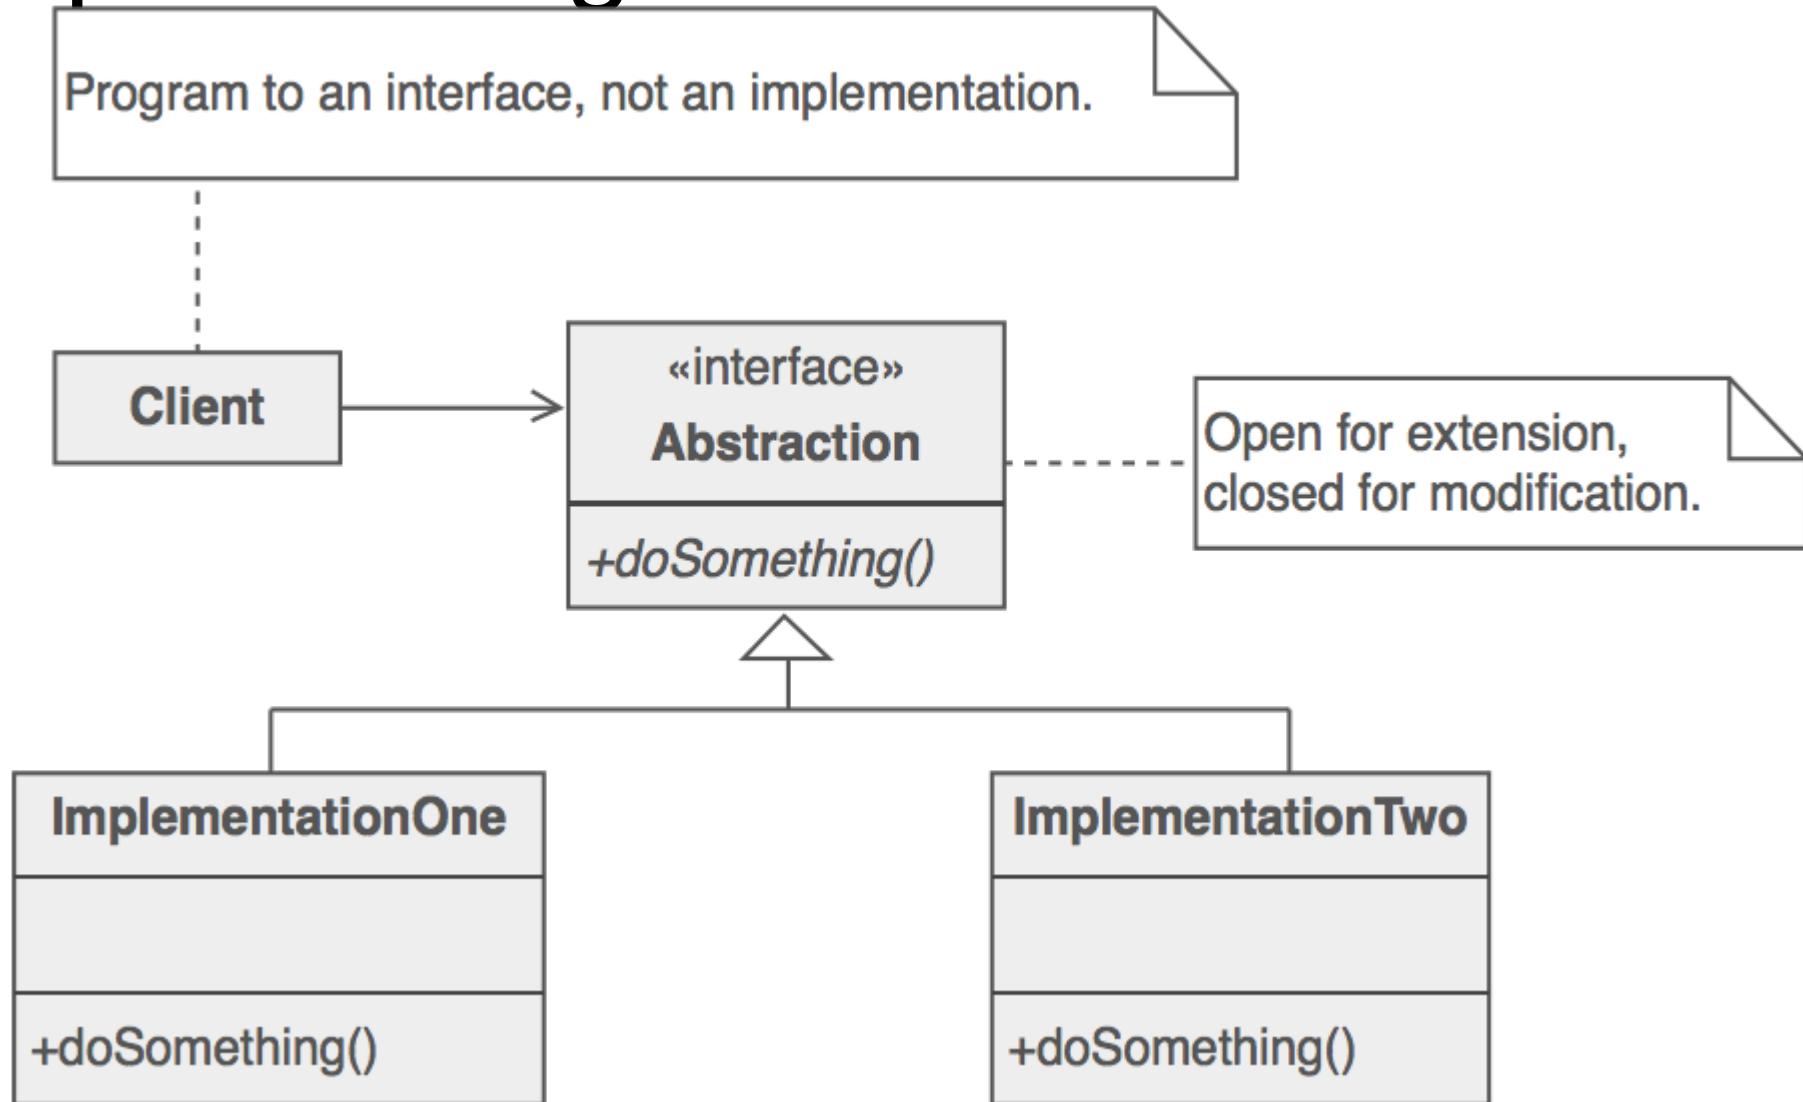 Program to an interface, not an implementation.
Client
«interface»
Abstraction
+doSomething()
Open for extension,
closed for modification.
ImplementationOne
+doSomething()
ImplementationTwo
+doSomething()